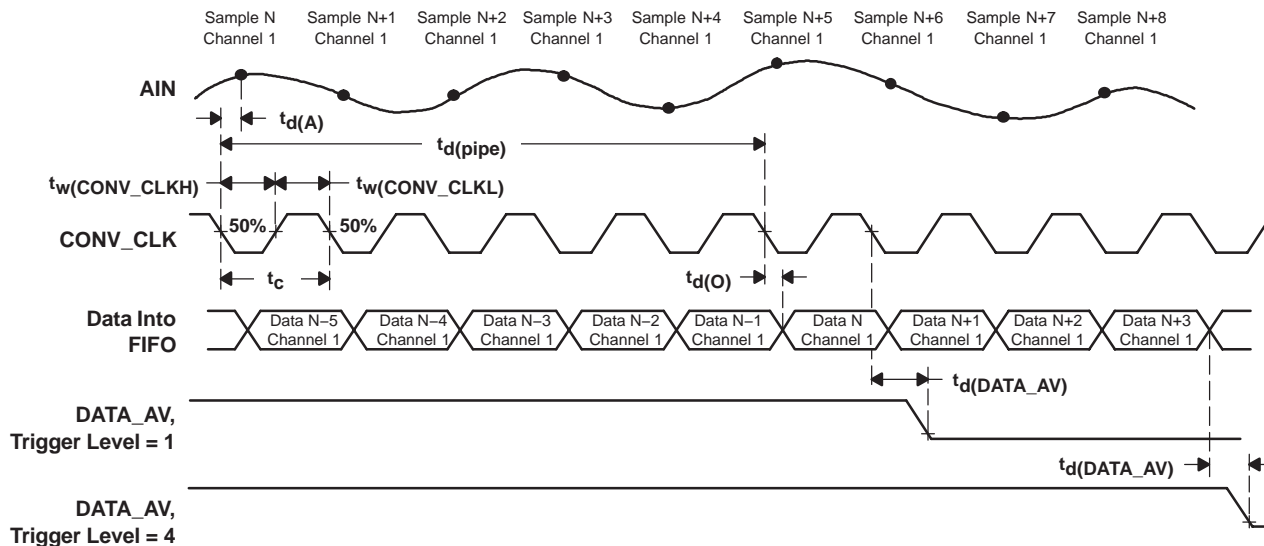 Sample N Sample N+1 Sample N+2 Sample N+3 Sample N+4 Sample N+5 Sample N+6 Sample N+7 Sample N+8
Channel 1 Channel 1 Channel 1 Channel 1 Channel 1 Channel 1 Channel 1 Channel 1 Channel 1
AIN
td(A)
td(pipe)
tw(CONV_CLKH) tw(CONV_CLKL)
50% 50%
CONV_CLK
tc
td(O)
Data Into
FIFO
Data N−5 Data N−4 Data N−3 Data N−2 Data N−1 Data N Data N+1 Data N+2 Data N+3
Channel 1 Channel 1 Channel 1 Channel 1 Channel 1 Channel 1 Channel 1 Channel 1 Channel 1
td(DATA_AV)
DATA_AV,
Trigger Level = 1
td(DATA_AV)
DATA_AV,
Trigger Level = 4